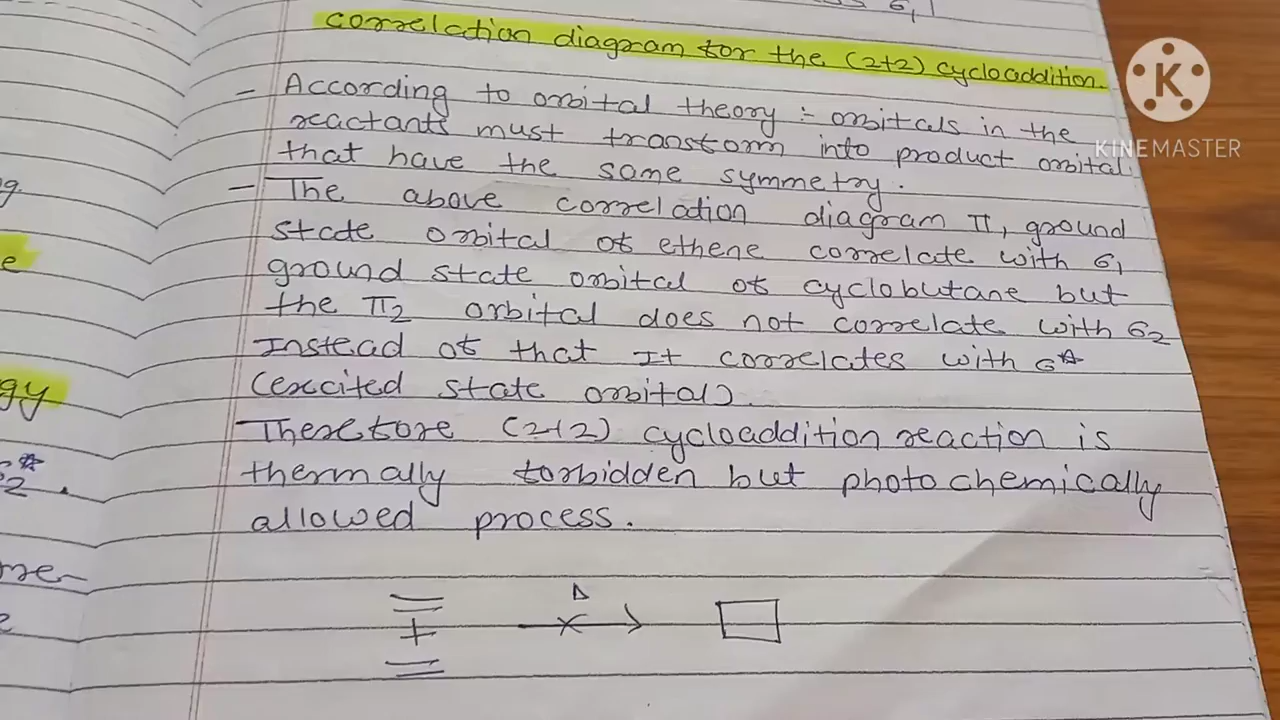 correlation diagram for the (2+2) cycloaddition.
- According to orbital theory :- orbitals in the
reactants must transform into product orbital
that have the same symmetry.
- The above correlation diagram π1 ground
state orbital of ethene correlate with σ1
ground state orbital of cyclobutane but
the π2 orbital does not correlate with σ2
Instead of that It correlates with σ*
(excited state orbital)
Therefore (2+2) cycloaddition reaction is
thermally forbidden but photochemically
allowed process.
Δ
+
K
KINEMASTER